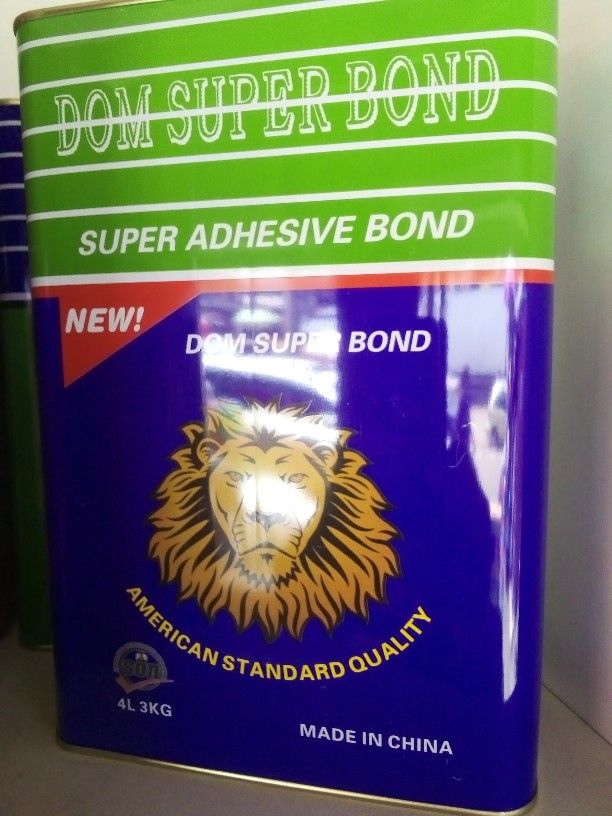 DOM SUPER BOND
SUPER ADHESIVE BOND
NEW!
DOM SUPER BOND
AMERICAN STANDARD QUALITY
4L 3KG
MADE IN CHINA